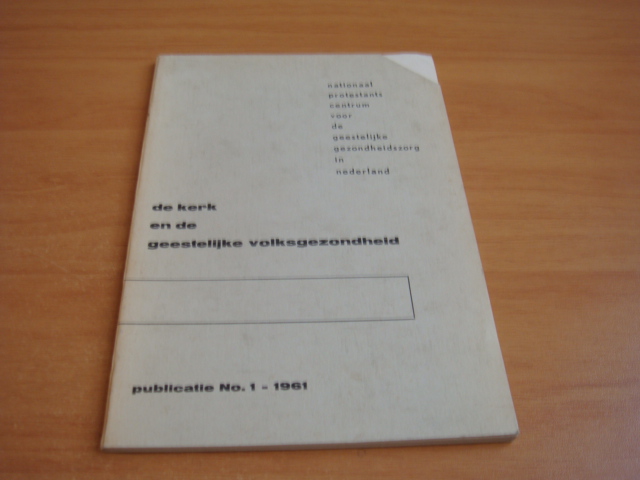 nationaal
protestants
centrum
voor
de
geestelijke
gezondheidszorg
in
nederland
de kerk
en de
geestelijke volksgezondheid
publicatie No. 1 - 1961